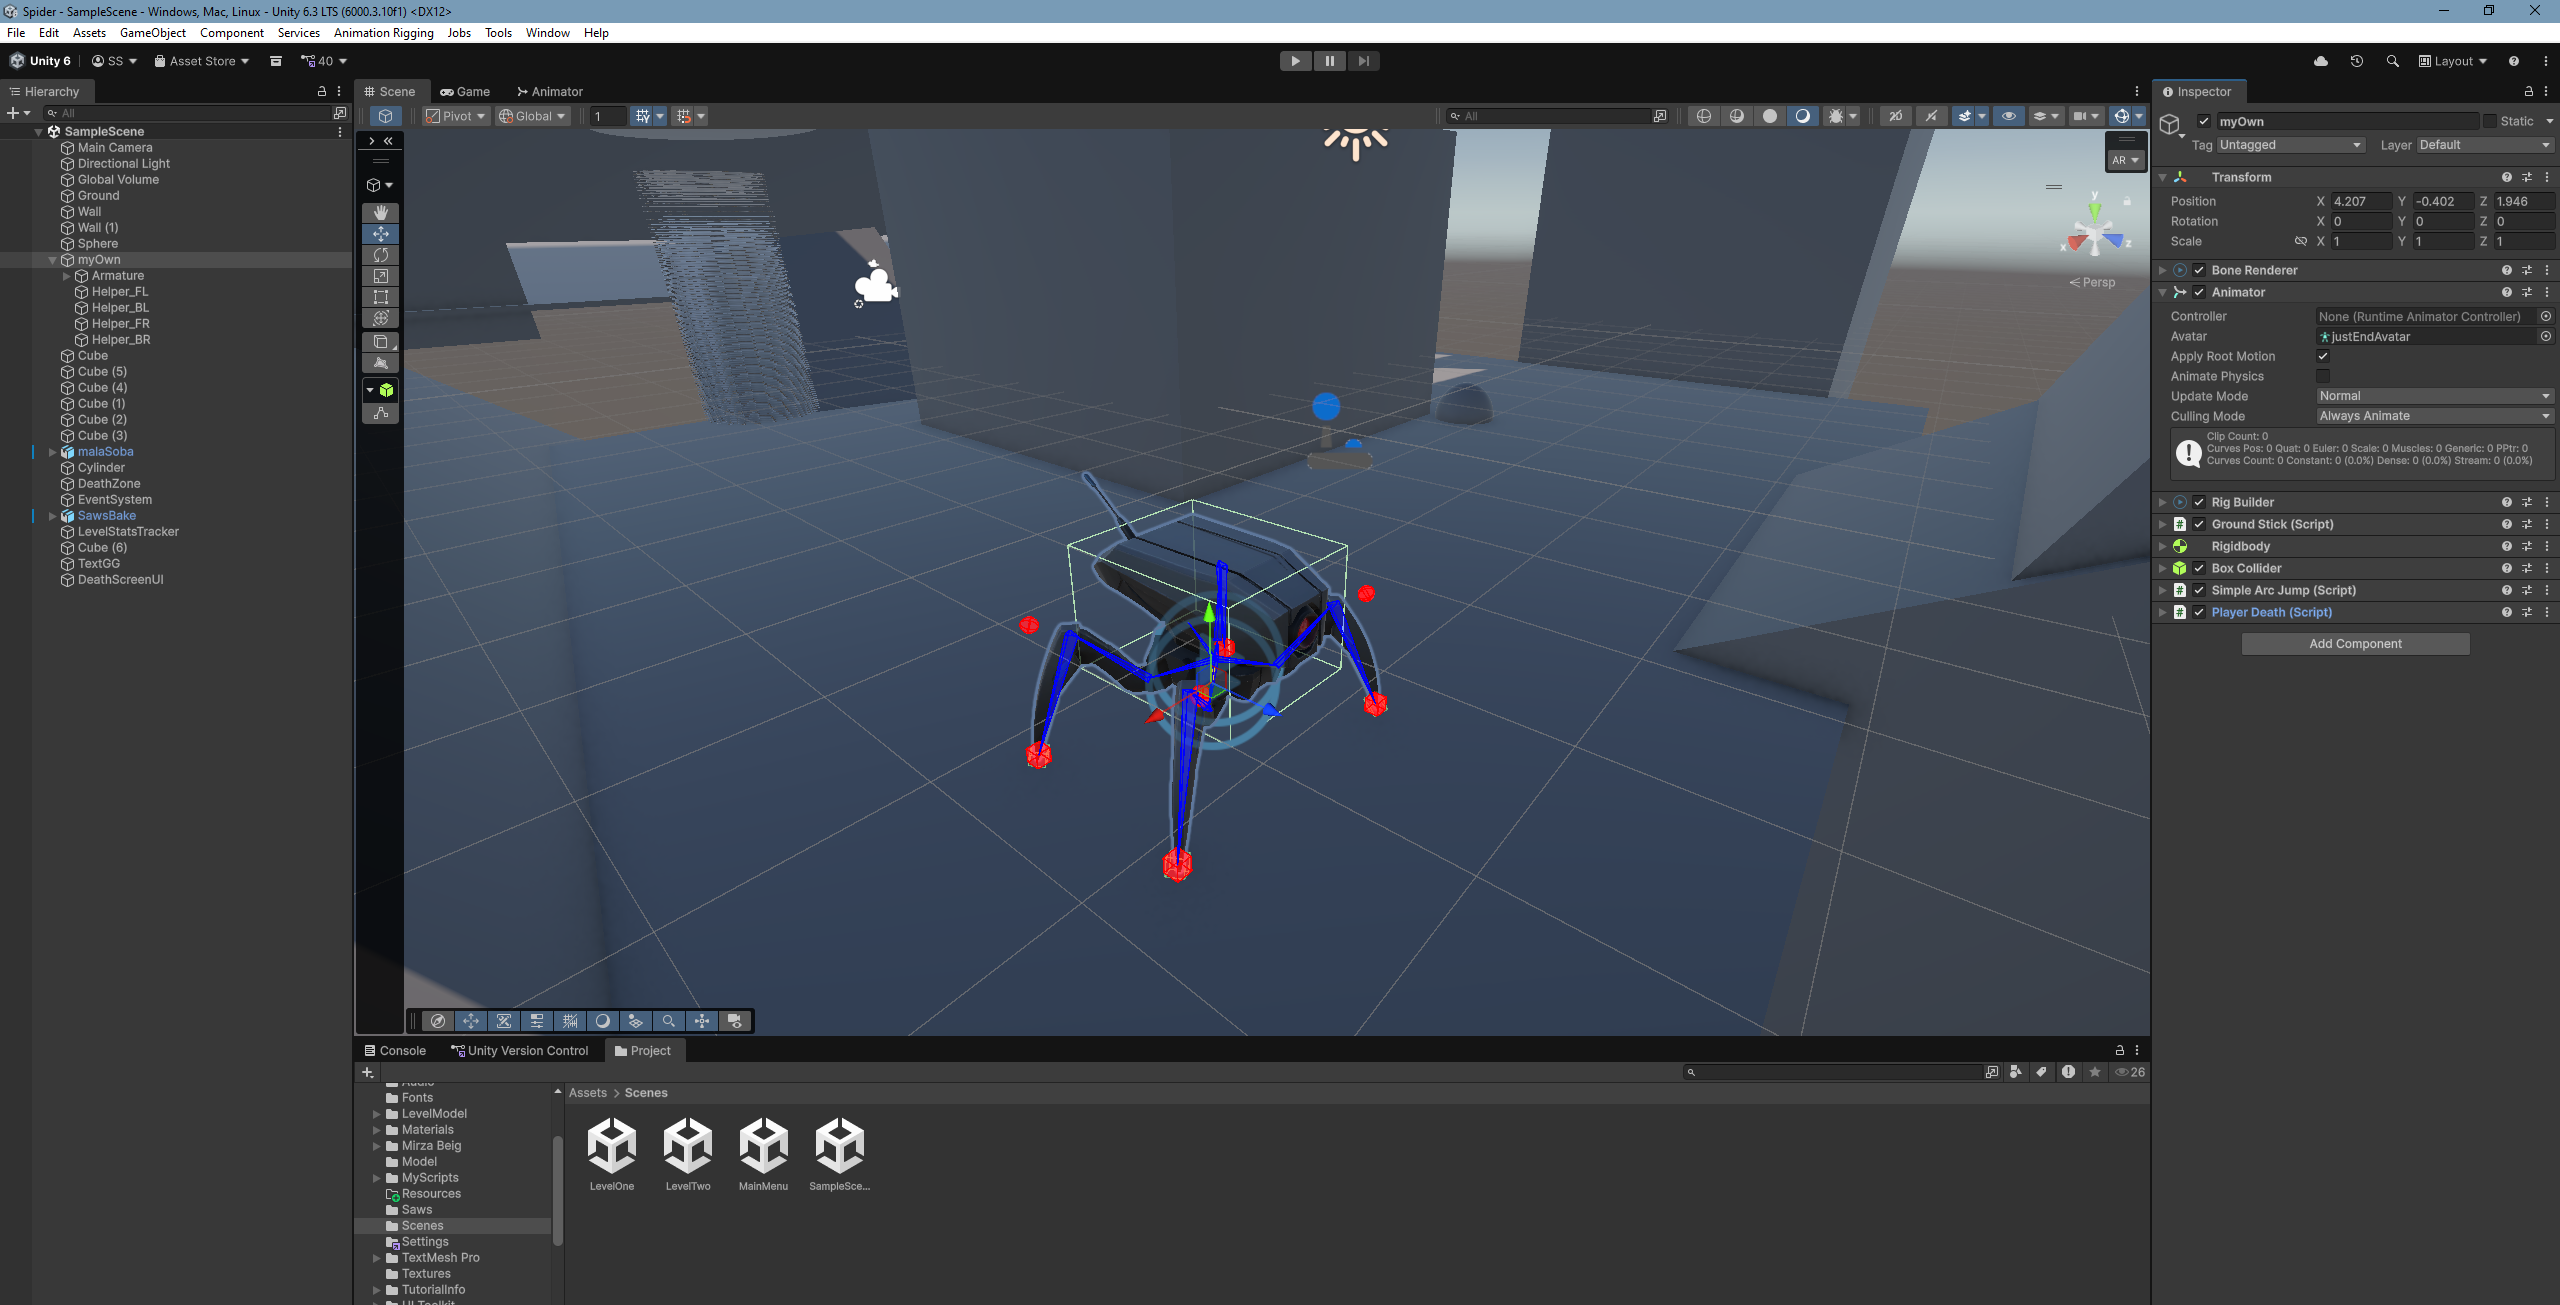 Spider - SampleScene - Windows, Mac, Linux - Unity 6.3 LTS (6000.3.10f1) <DX12>
File Edit Assets GameObject Component Services Animation Rigging Jobs Tools Window Help
Unity 6 SS Asset Store 40 Layout
Hierarchy
All
SampleScene
Main Camera
Directional Light
Global Volume
Ground
Wall
Wall (1)
Sphere
myOwn
Armature
Helper_FL
Helper_BL
Helper_FR
Helper_BR
Cube
Cube (5)
Cube (4)
Cube (1)
Cube (2)
Cube (3)
malaSoba
Cylinder
DeathZone
EventSystem
SawsBake
LevelStatsTracker
Cube (6)
TextGG
DeathScreenUI
Scene Game Animator
Pivot Global 1 All 2D
AR
y
x z
< Persp
Console Unity Version Control Project
26
Fonts
LevelModel
Materials
Mirza Beig
Model
MyScripts
Resources
Saws
Scenes
Settings
TextMesh Pro
Textures
TutorialInfo
Assets > Scenes
LevelOne LevelTwo MainMenu SampleSce...
Inspector
myOwn Static
Tag Untagged Layer Default
Transform
Position X 4.207 Y -0.402 Z 1.946
Rotation X 0 Y 0 Z 0
Scale X 1 Y 1 Z 1
Bone Renderer
Animator
Controller None (Runtime Animator Controller)
Avatar justEndAvatar
Apply Root Motion
Animate Physics
Update Mode Normal
Culling Mode Always Animate
Clip Count: 0
Curves Pos: 0 Quat: 0 Euler: 0 Scale: 0 Muscles: 0 Generic: 0 PPtr: 0
Curves Count: 0 Constant: 0 (0.0%) Dense: 0 (0.0%) Stream: 0 (0.0%)
Rig Builder
Ground Stick (Script)
Rigidbody
Box Collider
Simple Arc Jump (Script)
Player Death (Script)
Add Component